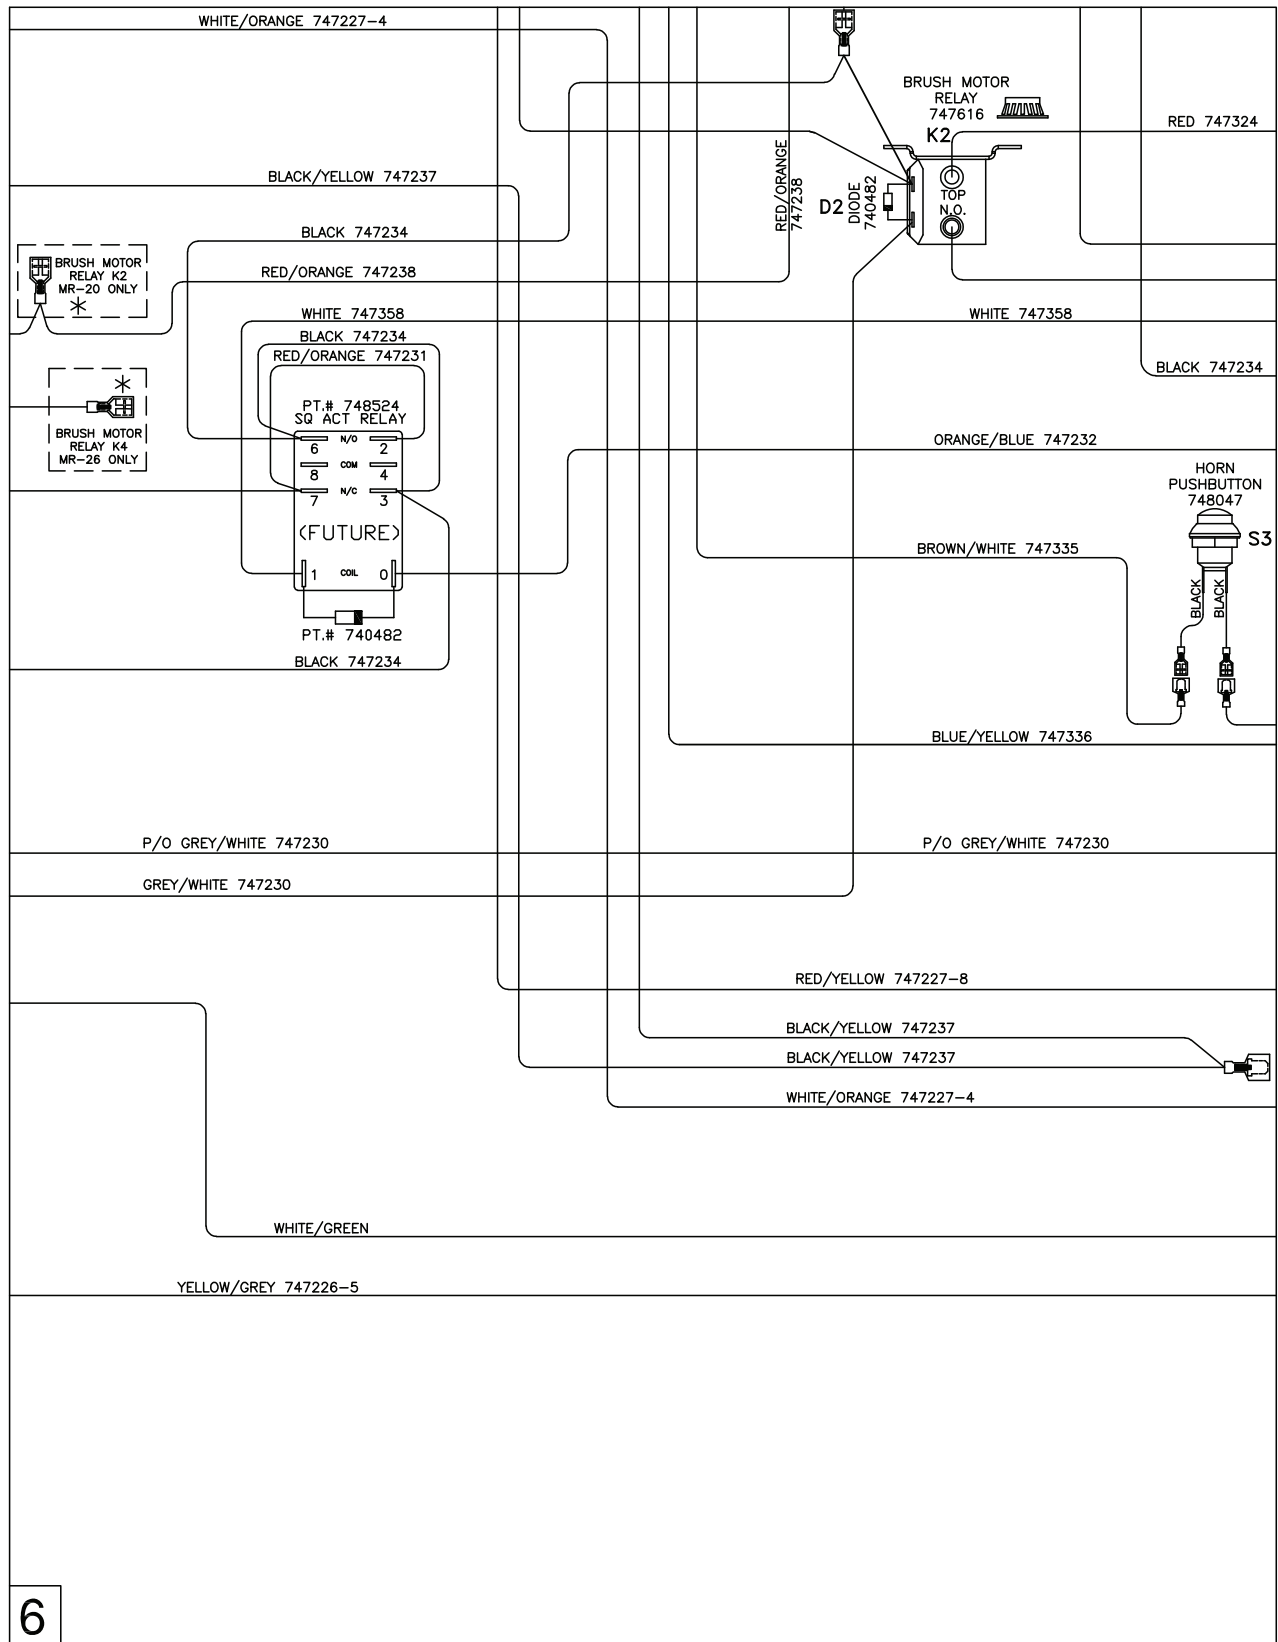 WHITE/ORANGE 747227-4
BRUSH MOTOR
RELAY
747616
K2
RED 747324
RED/ORANGE
747238
D2
DIODE
740482
TOP
N.O.
BLACK/YELLOW 747237
BLACK 747234
BRUSH MOTOR
RELAY K2
MR-20 ONLY
*
RED/ORANGE 747238
WHITE 747358
WHITE 747358
BLACK 747234
RED/ORANGE 747231
BLACK 747234
*
BRUSH MOTOR
RELAY K4
MR-26 ONLY
PT.# 748524
SQ ACT RELAY
N/O
6 2
COM
8 4
N/C
7 3
(FUTURE)
1 COIL 0
PT.# 740482
BLACK 747234
ORANGE/BLUE 747232
HORN
PUSHBUTTON
748047
S3
BROWN/WHITE 747335
BLACK
BLACK
BLUE/YELLOW 747336
P/O GREY/WHITE 747230
P/O GREY/WHITE 747230
GREY/WHITE 747230
RED/YELLOW 747227-8
BLACK/YELLOW 747237
BLACK/YELLOW 747237
WHITE/ORANGE 747227-4
WHITE/GREEN
YELLOW/GREY 747226-5
6